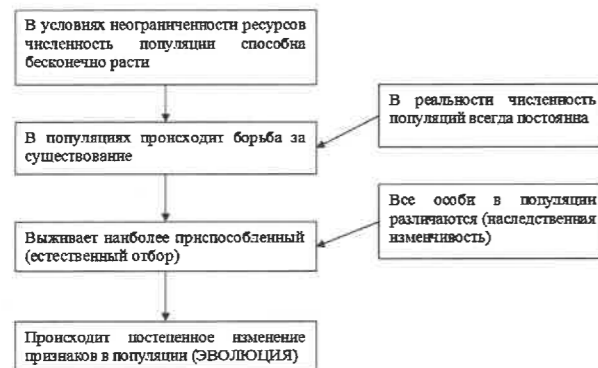 В условиях неограниченности ресурсов
численность популяции способна
бесконечно расти
В реальности численность
популяций всегда постоянна
В популяциях происходит борьба за
существование
Все особи в популяции
различаются (наследственная
изменчивость)
Выживает наиболее приспособленный
(естественный отбор)
Происходит постепенное изменение
признаков в популяции (ЭВОЛЮЦИЯ)